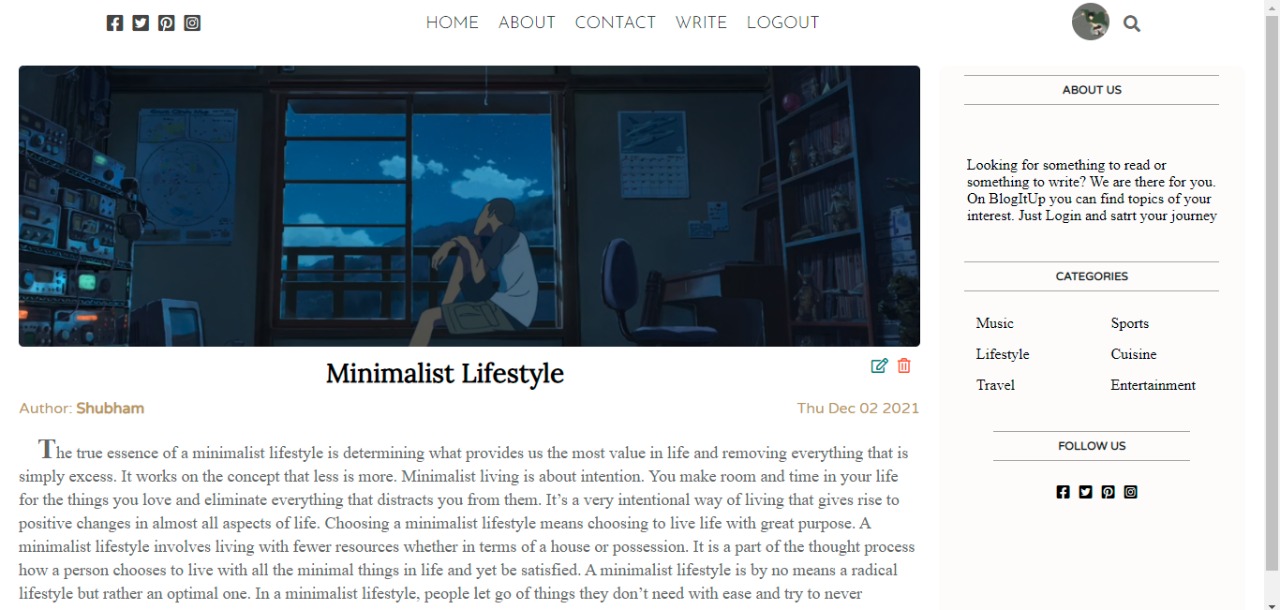 HOME ABOUT CONTACT WRITE LOGOUT
Minimalist Lifestyle
Author: Shubham
Thu Dec 02 2021
The true essence of a minimalist lifestyle is determining what provides us the most value in life and removing everything that is
simply excess. It works on the concept that less is more. Minimalist living is about intention. You make room and time in your life
for the things you love and eliminate everything that distracts you from them. It’s a very intentional way of living that gives rise to
positive changes in almost all aspects of life. Choosing a minimalist lifestyle means choosing to live life with great purpose. A
minimalist lifestyle involves living with fewer resources whether in terms of a house or possession. It is a part of the thought process
how a person chooses to live with all the minimal things in life and yet be satisfied. A minimalist lifestyle is by no means a radical
lifestyle but rather an optimal one. In a minimalist lifestyle, people let go of things they don’t need with ease and try to never
ABOUT US
Looking for something to read or
something to write? We are there for you.
On BlogItUp you can find topics of your
interest. Just Login and satrt your journey
CATEGORIES
Music Sports
Lifestyle Cuisine
Travel Entertainment
FOLLOW US